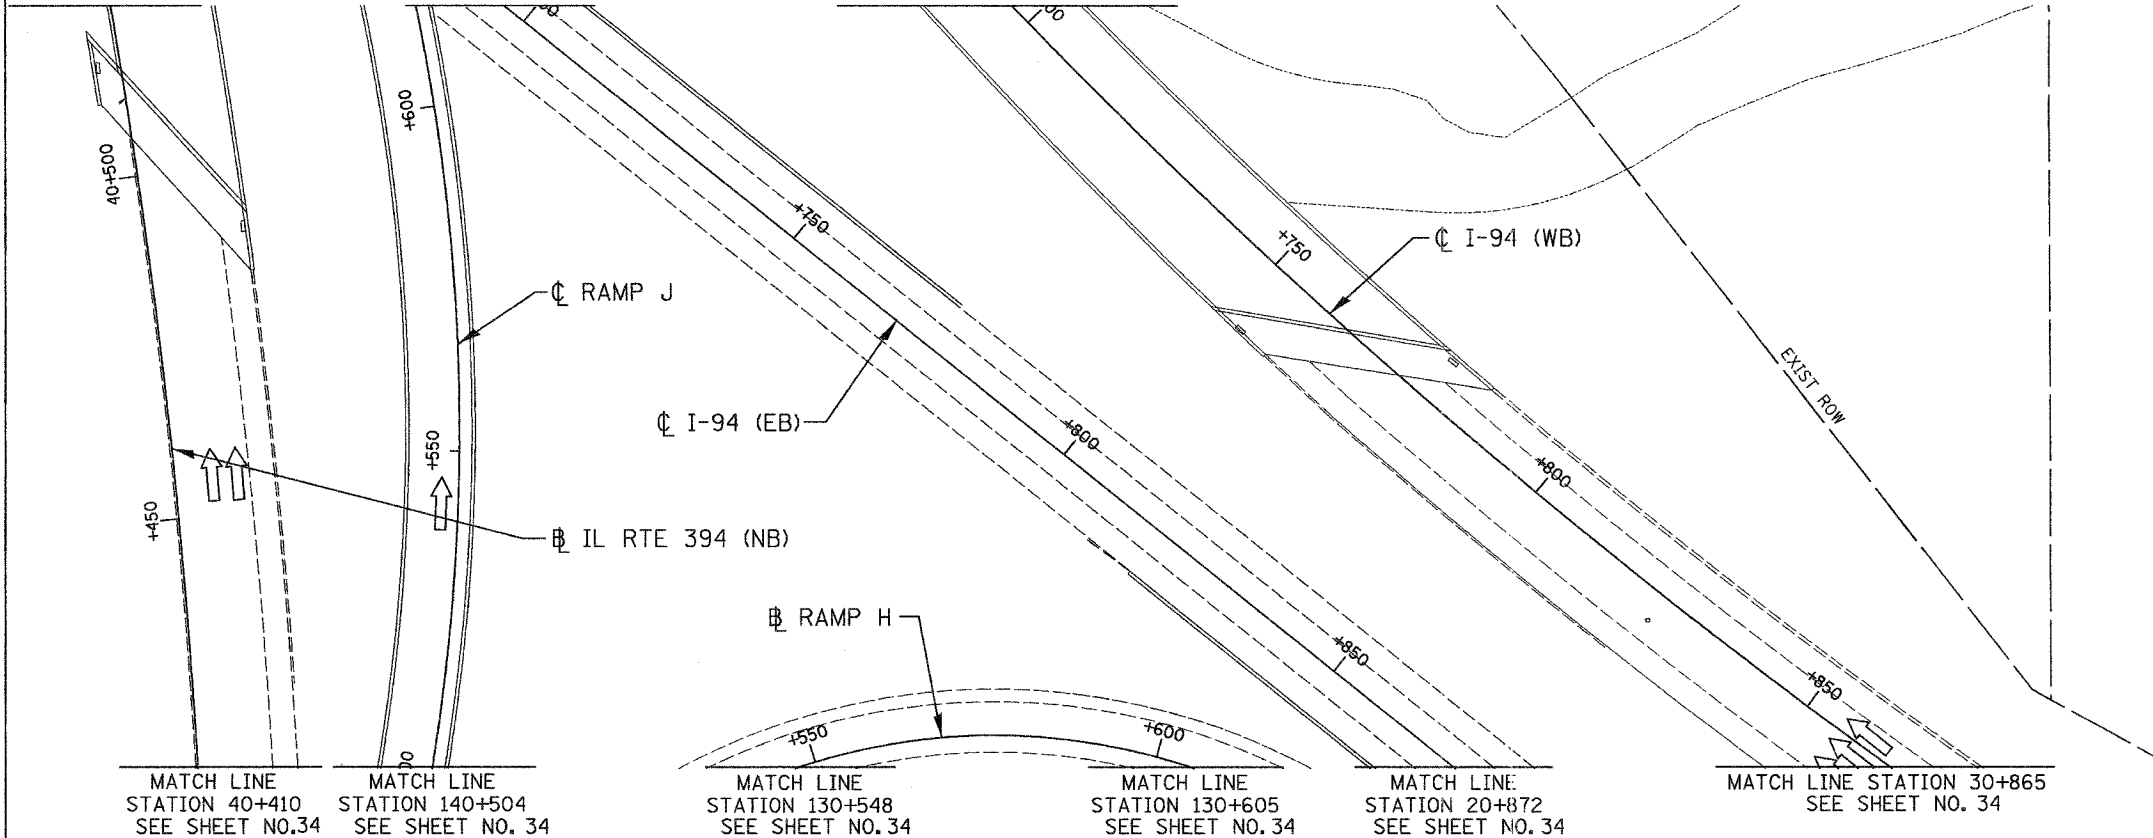 +600
40+500
+750
+750
℄ I-94 (WB)
℄ RAMP J
EXIST ROW
℄ I-94 (EB)
+800
+550
+800
+450
B̲L IL RTE 394 (NB)
B̲L RAMP H
+850
+850
+550
+600
MATCH LINE
STATION 40+410
SEE SHEET NO.34
MATCH LINE
STATION 140+504
SEE SHEET NO. 34
MATCH LINE
STATION 130+548
SEE SHEET NO. 34
MATCH LINE
STATION 130+605
SEE SHEET NO. 34
MATCH LINE
STATION 20+872
SEE SHEET NO. 34
MATCH LINE STATION 30+865
SEE SHEET NO. 34